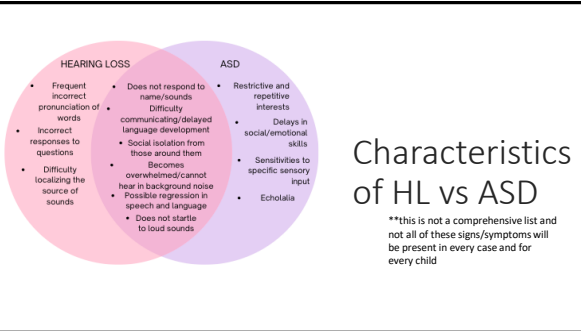 HEARING LOSS
• Frequent
incorrect
pronunciation of
words
• Incorrect
responses to
questions
• Difficulty
localizing the
source of
sounds
• Does not respond to
name/sounds
• Difficulty
communicating/delayed
language development
• Social isolation from
those around them
• Becomes
overwhelmed/cannot
hear in background noise
• Possible regression in
speech and language
• Does not startle
to loud sounds
ASD
• Restrictive and
repetitive
interests
• Delays in
social/emotional
skills
• Sensitivities to
specific sensory
input
• Echolalia
Characteristics
of HL vs ASD
**this is not a comprehensive list and
not all of these signs/symptoms will
be present in every case and for
every child